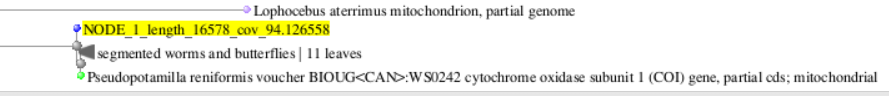 Lophocebus aterrimus mitochondrion, partial genome
NODE_1_length_16578_cov_94.126558
segmented worms and butterflies | 11 leaves
Pseudopotamilla reniformis voucher BIOUG<CAN>:WS0242 cytochrome oxidase subunit 1 (COI) gene, partial cds; mitochondrial